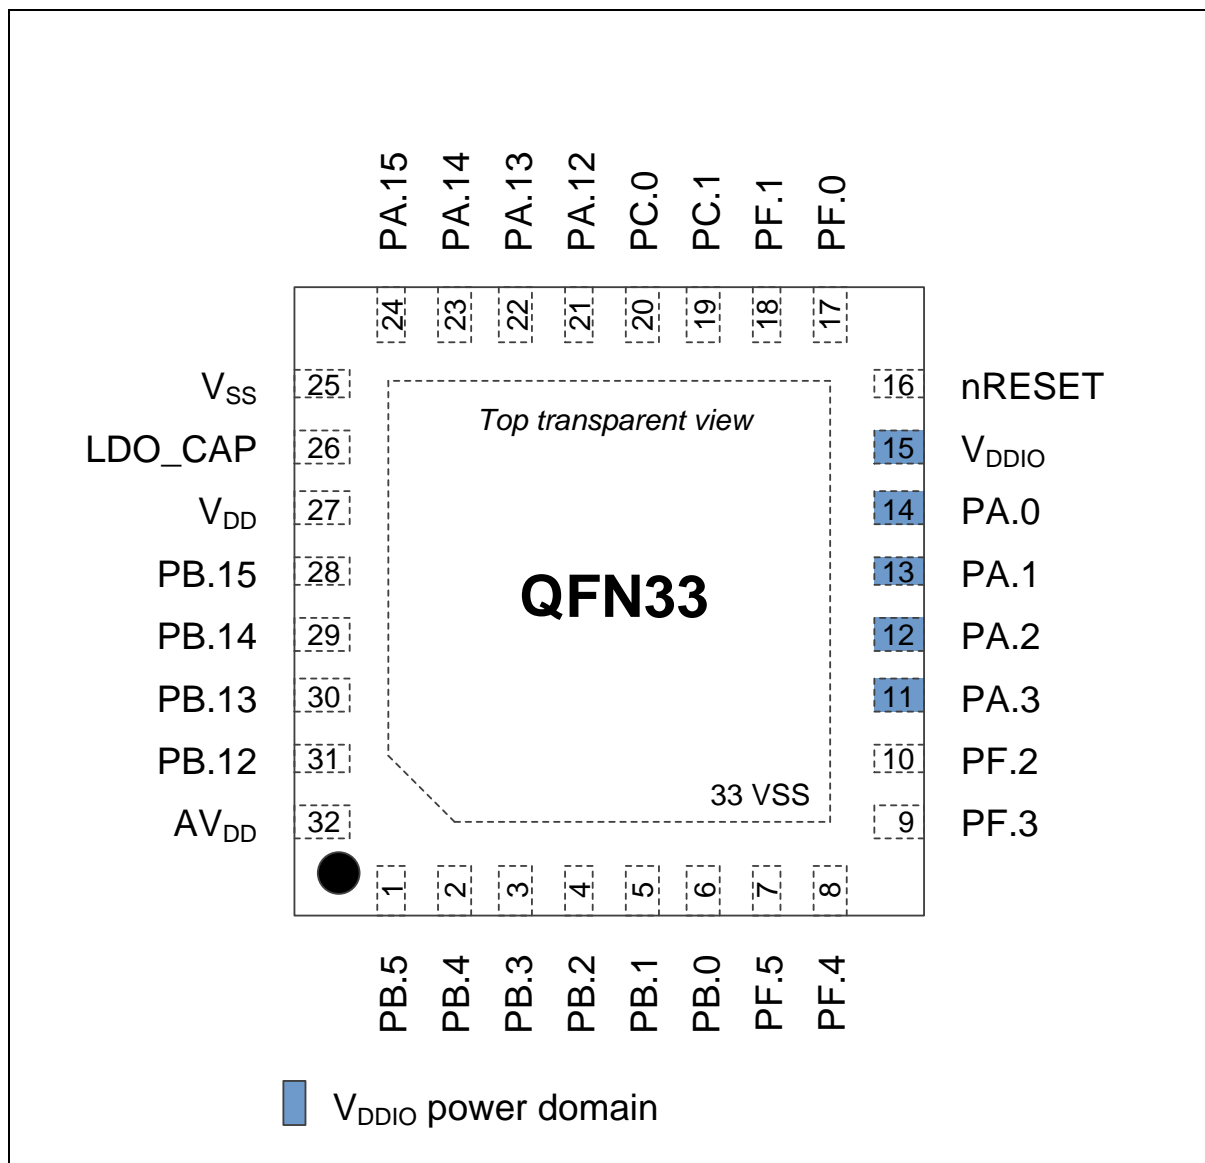 PA.15 PA.14 PA.13 PA.12 PC.0 PC.1 PF.1 PF.0
24 23 22 21 20 19 18 17
VSS 25 16 nRESET
Top transparent view
LDO_CAP 26 15 VDDIO
VDD 27 14 PA.0
PB.15 28 13 PA.1
QFN33
PB.14 29 12 PA.2
PB.13 30 11 PA.3
PB.12 31 10 PF.2
33 VSS
AVDD 32 9 PF.3
1 2 3 4 5 6 7 8
PB.5 PB.4 PB.3 PB.2 PB.1 PB.0 PF.5 PF.4
VDDIO power domain